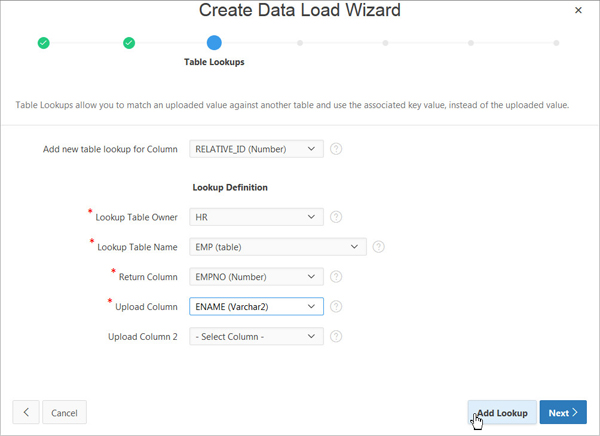 Create Data Load Wizard
Table Lookups
Table Lookups allow you to match an uploaded value against another table and use the associated key value, instead of the uploaded value.
Add new table lookup for Column RELATIVE_ID (Number) ?
Lookup Definition
* Lookup Table Owner HR ?
* Lookup Table Name EMP (table) ?
* Return Column EMPNO (Number) ?
* Upload Column ENAME (Varchar2) ?
Upload Column 2 - Select Column - ?
Cancel Add Lookup Next